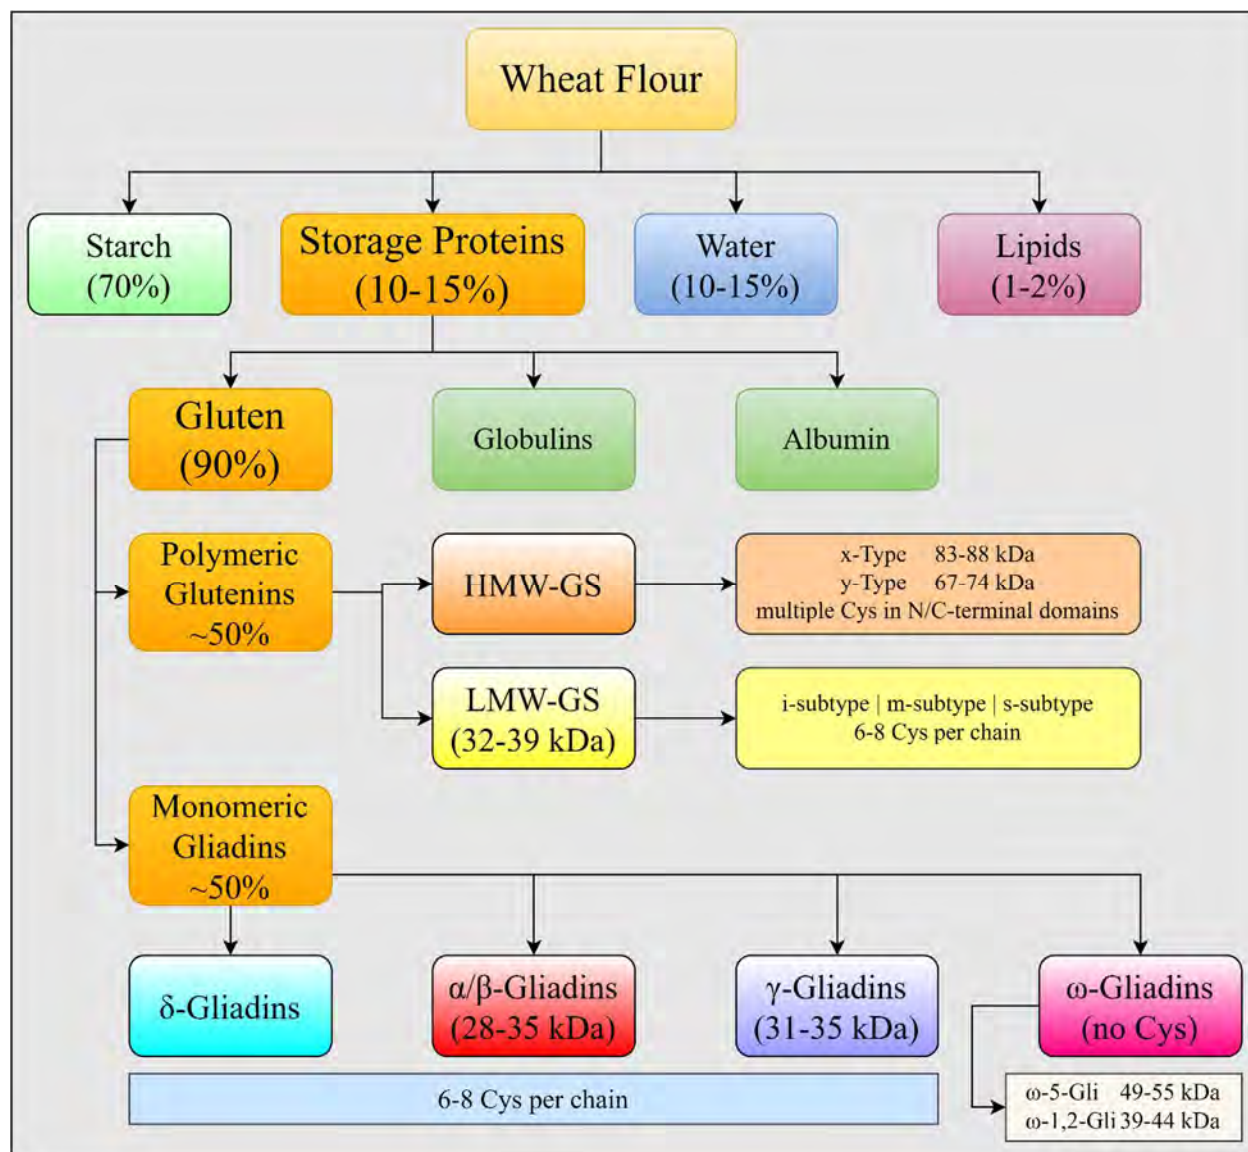 Wheat Flour
Starch
(70%)
Storage Proteins
(10-15%)
Water
(10-15%)
Lipids
(1-2%)
Gluten
(90%)
Globulins
Albumin
Polymeric
Glutenins
~50%
HMW-GS
x-Type 83-88 kDa
y-Type 67-74 kDa
multiple Cys in N/C-terminal domains
LMW-GS
(32-39 kDa)
i-subtype | m-subtype | s-subtype
6-8 Cys per chain
Monomeric
Gliadins
~50%
δ-Gliadins
α/β-Gliadins
(28-35 kDa)
γ-Gliadins
(31-35 kDa)
ω-Gliadins
(no Cys)
6-8 Cys per chain
ω-5-Gli 49-55 kDa
ω-1,2-Gli 39-44 kDa